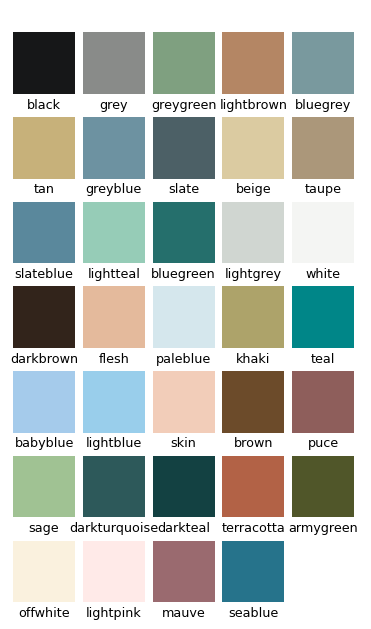 black grey greygreen lightbrown bluegrey
tan greyblue slate beige taupe
slateblue lightteal bluegreen lightgrey white
darkbrown flesh paleblue khaki teal
babyblue lightblue skin brown puce
sage darkturquoise darkteal terracotta armygreen
offwhite lightpink mauve seablue